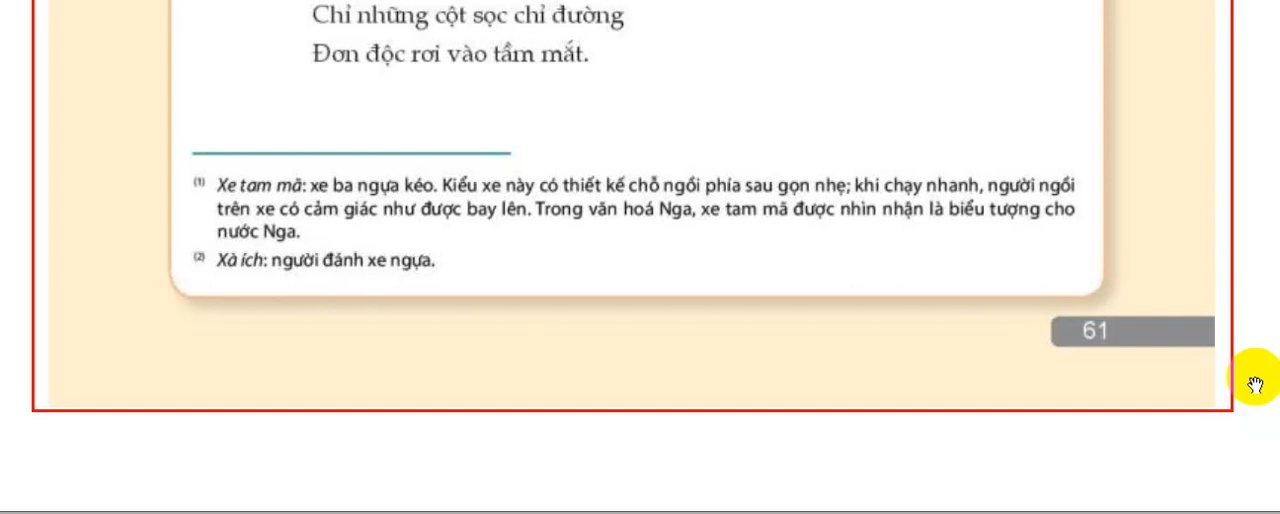 Chỉ những cột sọc chỉ đường
Đơn độc rơi vào tầm mắt.
(1) Xe tam mã: xe ba ngựa kéo. Kiểu xe này có thiết kế chỗ ngồi phía sau gọn nhẹ; khi chạy nhanh, người ngồi
trên xe có cảm giác như được bay lên. Trong văn hoá Nga, xe tam mã được nhìn nhận là biểu tượng cho
nước Nga.
(2) Xà ích: người đánh xe ngựa.
61